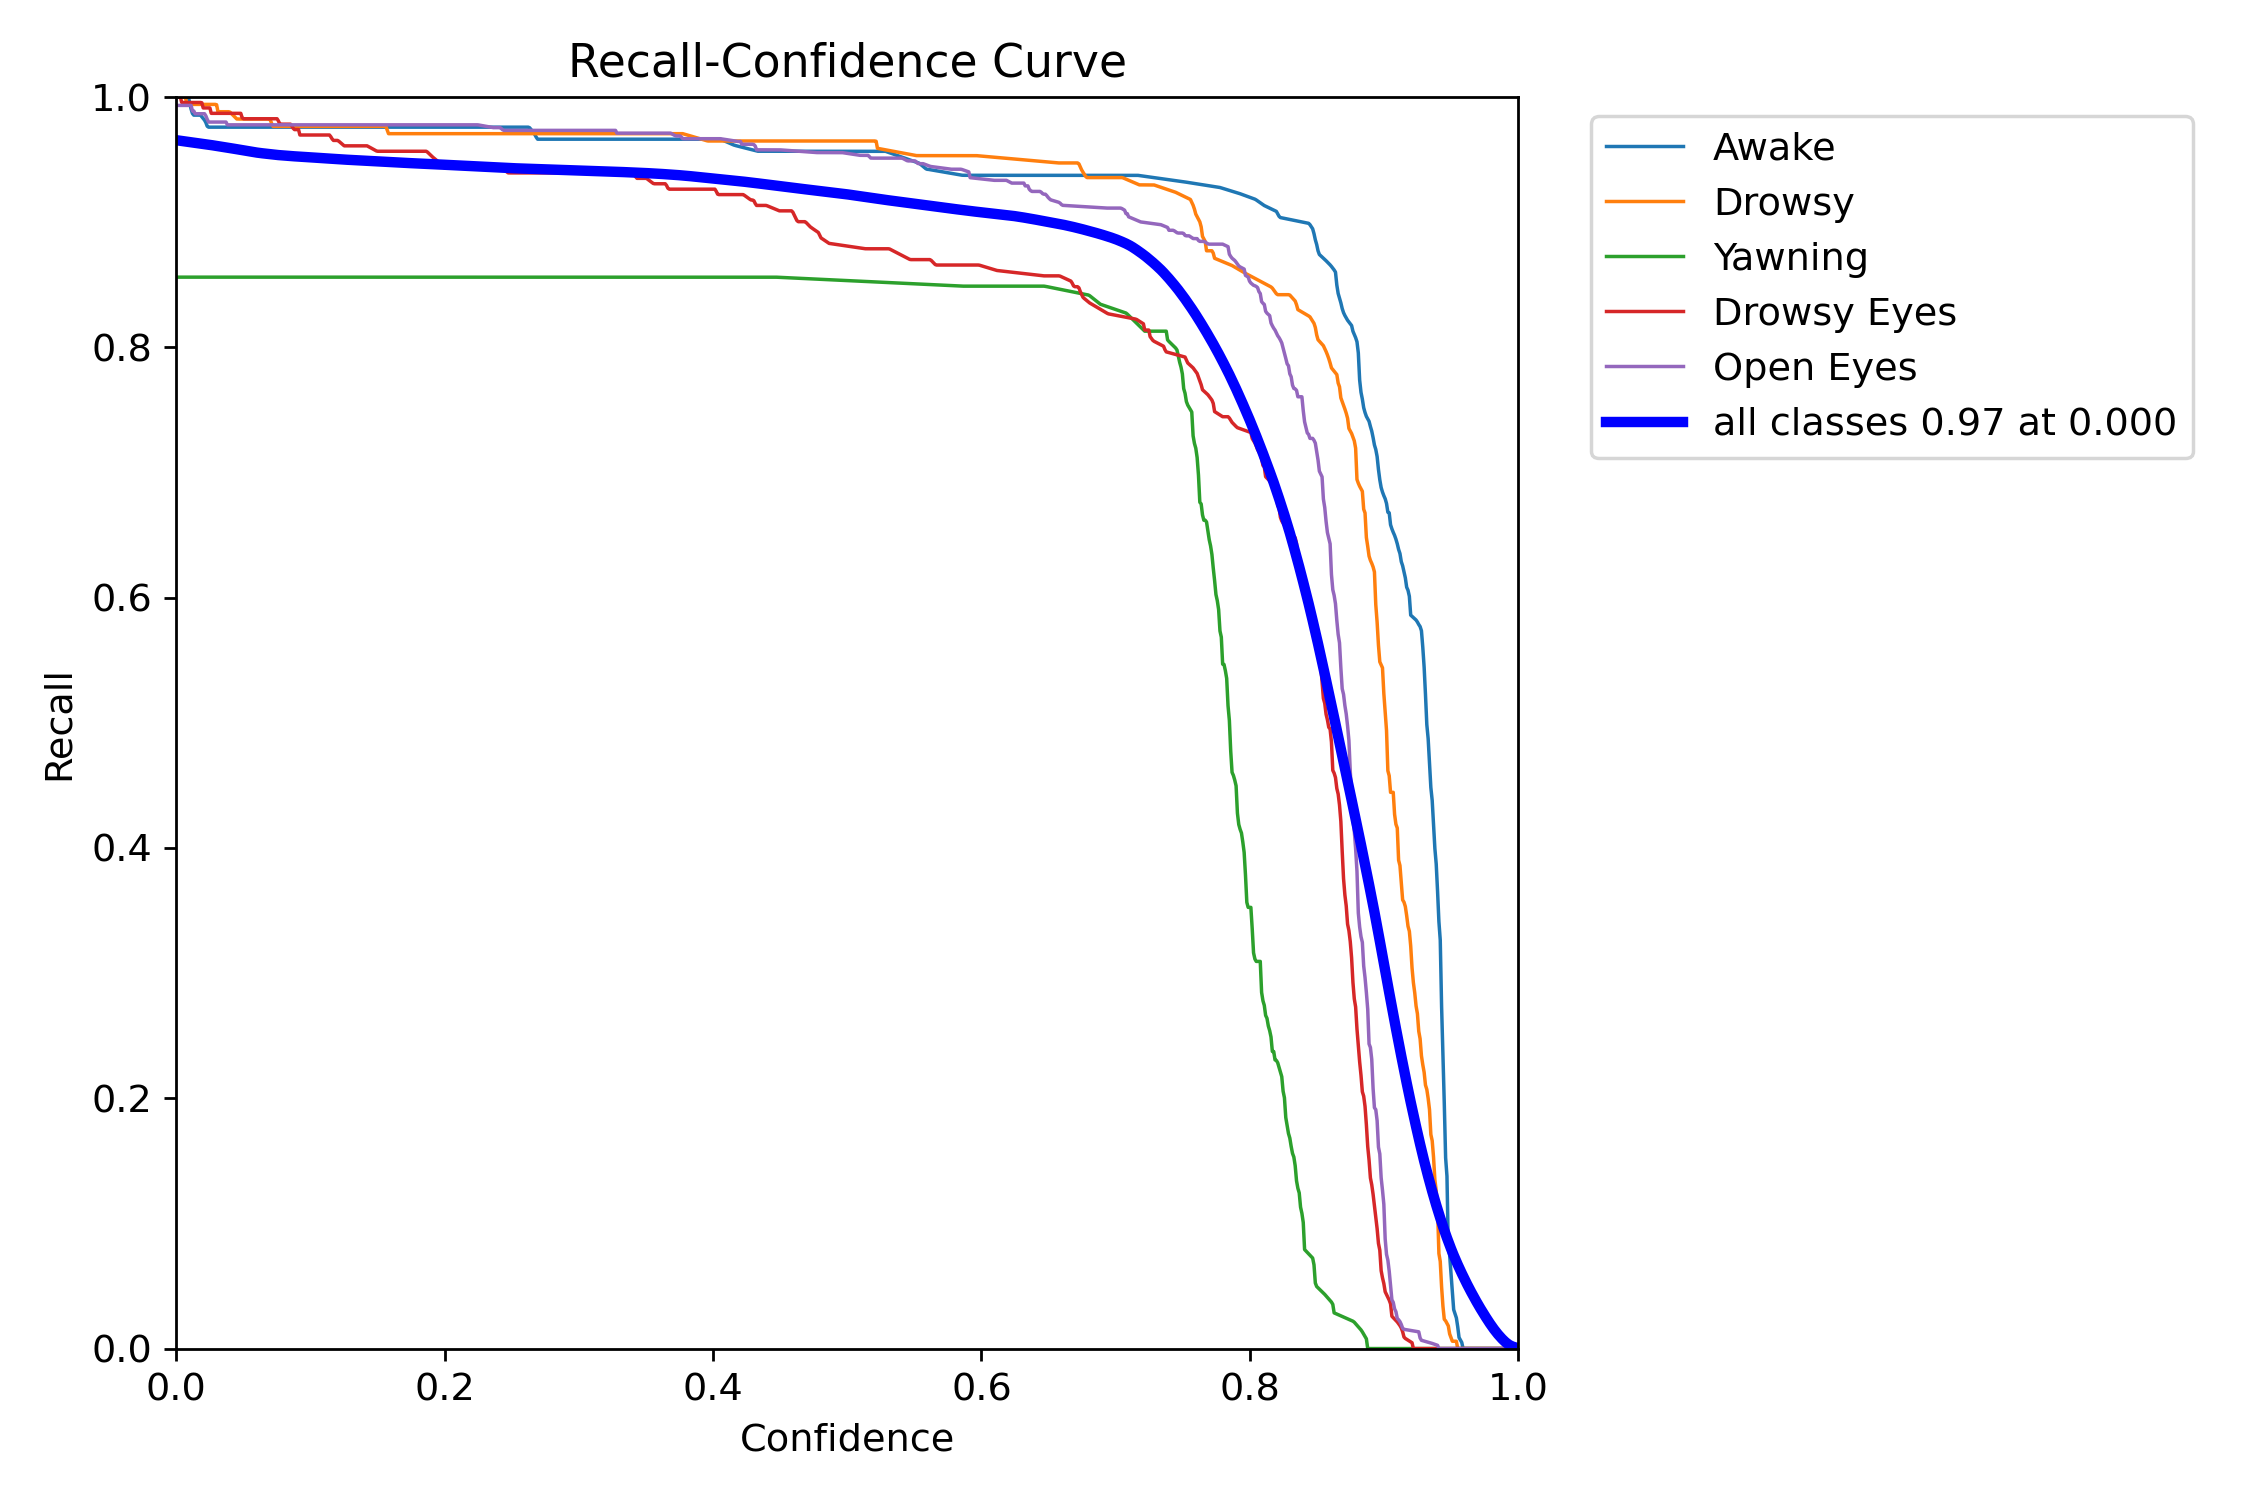 Recall-Confidence Curve
1.0
0.8
0.6
0.4
0.2
0.0
Recall
0.0 0.2 0.4 0.6 0.8 1.0
Confidence
Awake
Drowsy
Yawning
Drowsy Eyes
Open Eyes
all classes 0.97 at 0.000